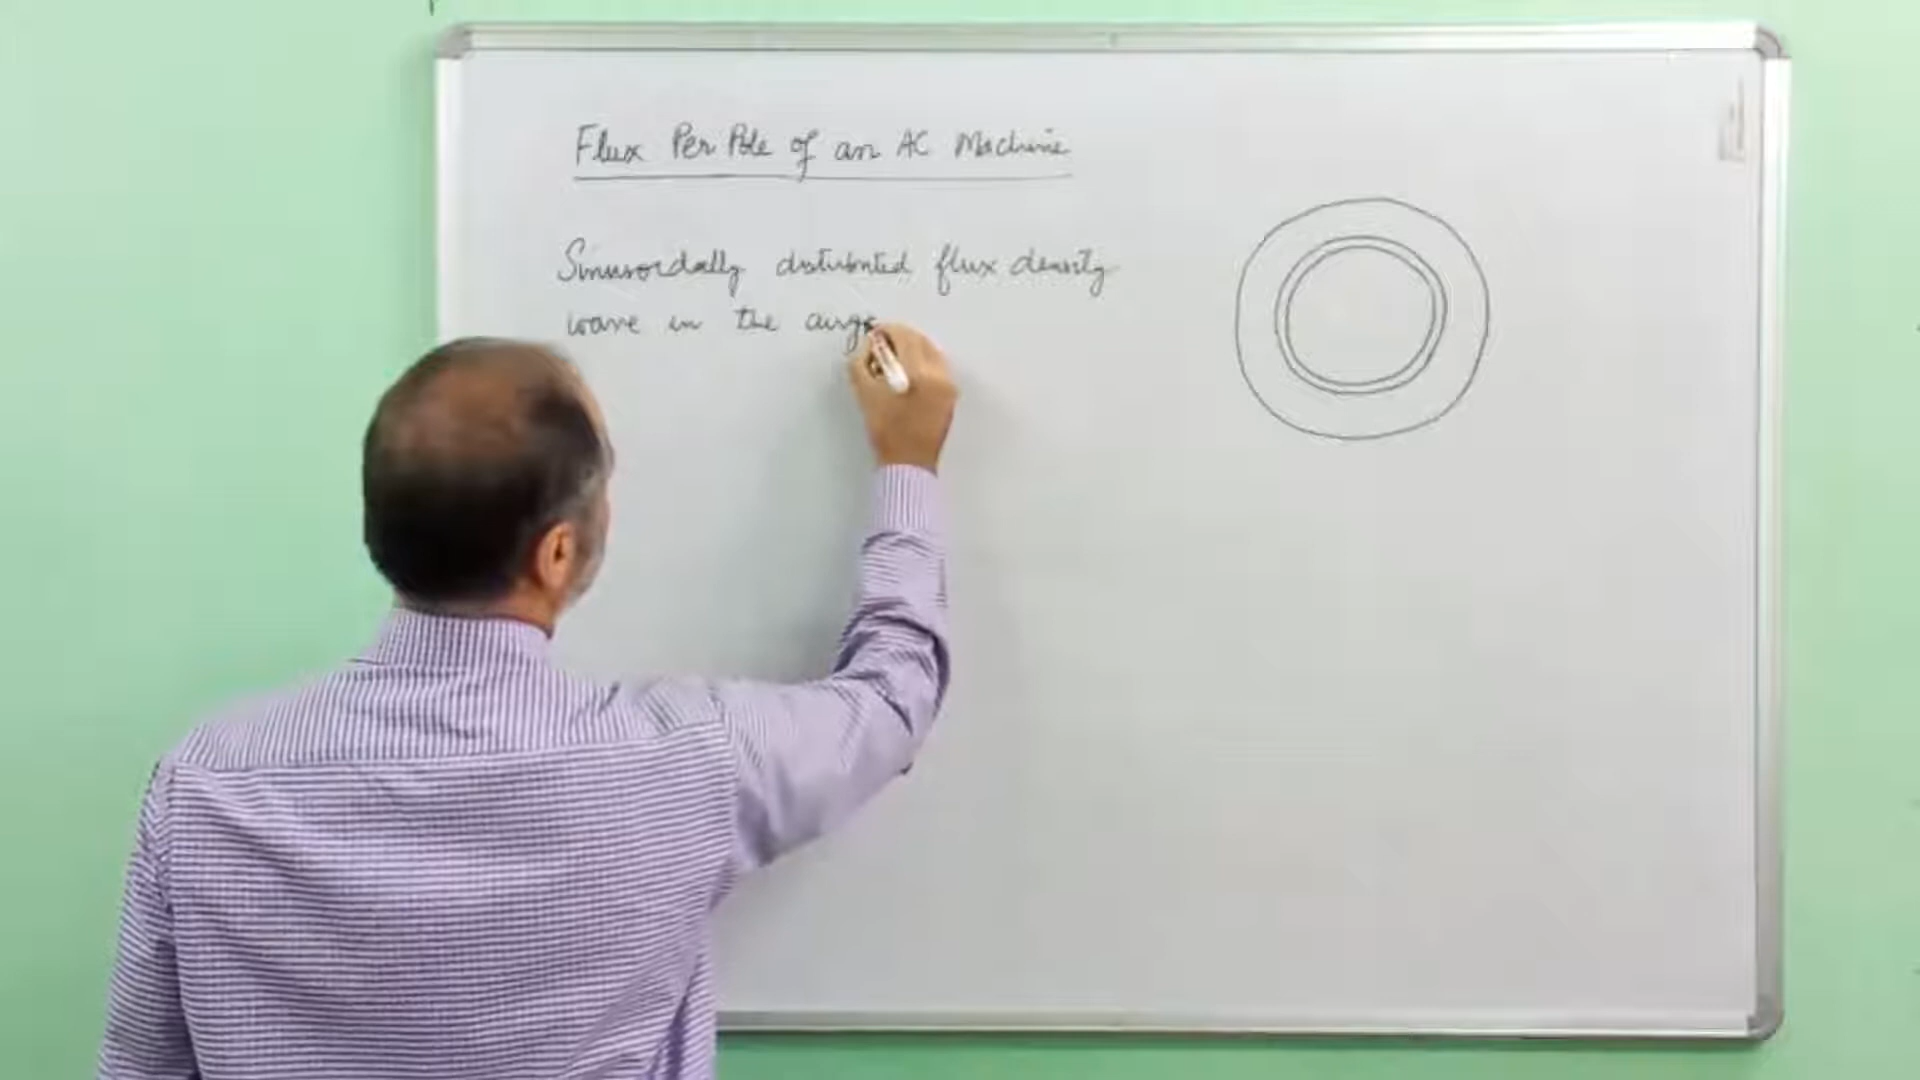 Flux Per Pole of an AC Machine
Sinusoidally distributed flux density
wave in the airga